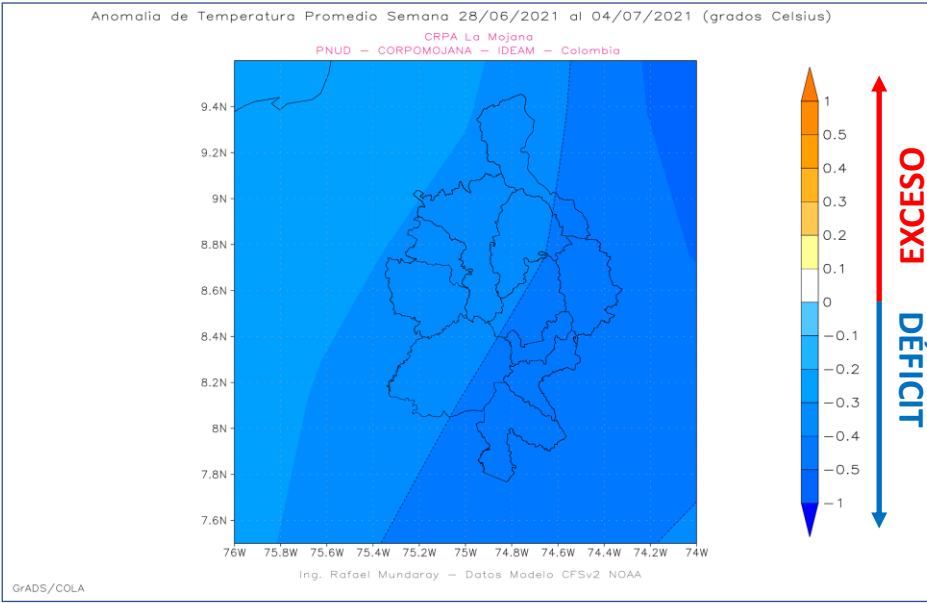 Anomalia de Temperatura Promedio Semana 28/06/2021 al 04/07/2021 (grados Celsius)
CRPA La Mojana
PNUD – CORPOMOJANA – IDEAM – Colombia
9.4N
9.2N
9N
8.8N
8.6N
8.4N
8.2N
8N
7.8N
7.6N
76W 75.8W 75.6W 75.4W 75.2W 75W 74.8W 74.6W 74.4W 74.2W 74W
1
0.5
0.4
0.3
0.2
0.1
0
−0.1
−0.2
−0.3
−0.4
−0.5
−1
EXCESO
DÉFICIT
Ing. Rafael Mundaray – Datos Modelo CFSv2 NOAA
GrADS/COLA